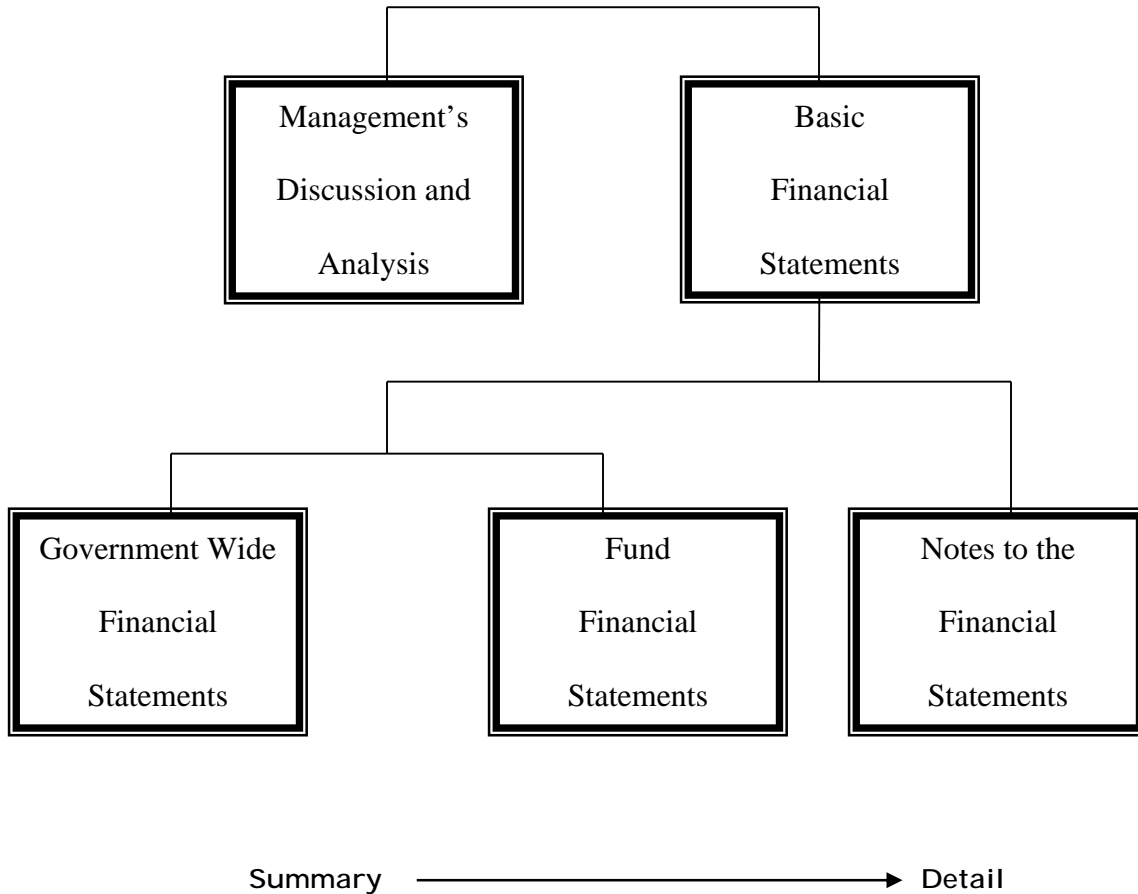 Management’s
Discussion and
Analysis
Basic
Financial
Statements
Government Wide
Financial
Statements
Fund
Financial
Statements
Notes to the
Financial
Statements
Summary
Detail